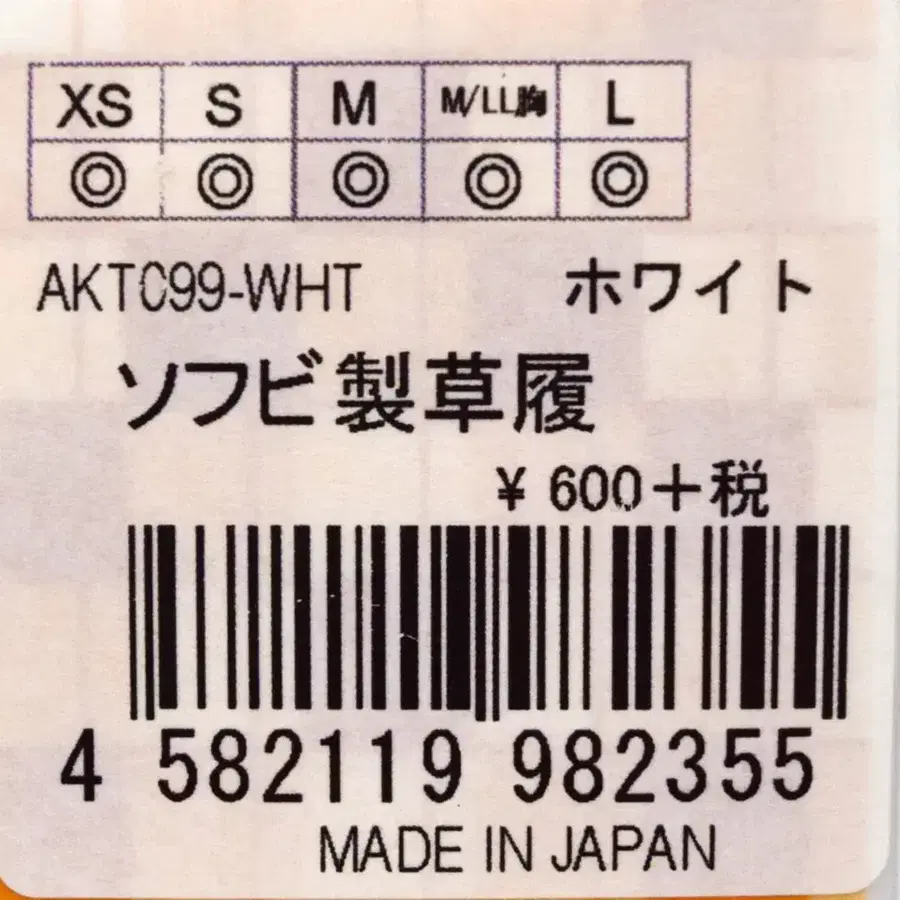 XS S M M/LL胸 L
◎ ◎ ◎ ◎ ◎
AKTC99-WHT ホワイト
ソフビ製草履
¥ 600+税
4 582119 982355
MADE IN JAPAN